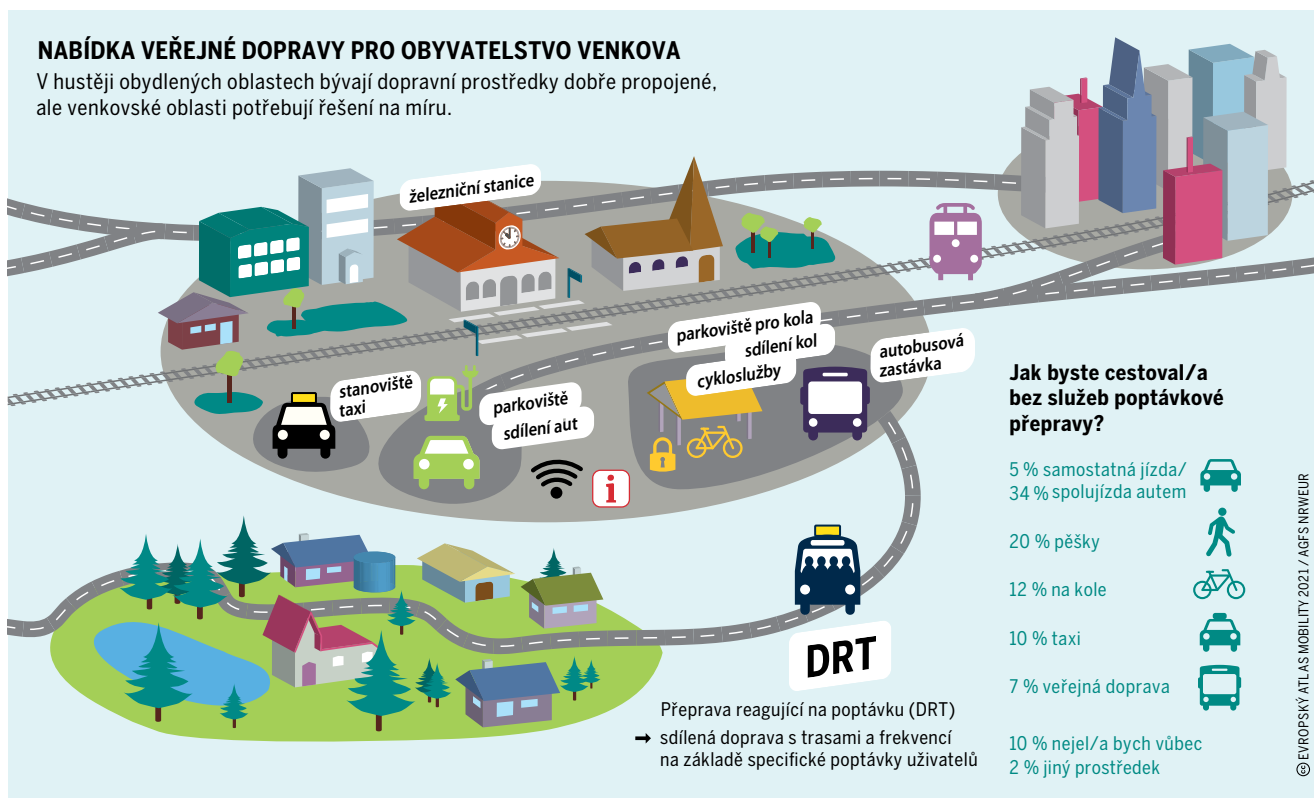 NABÍDKA VEŘEJNÉ DOPRAVY PRO OBYVATELSTVO VENKOVA
V hustěji obydlených oblastech bývají dopravní prostředky dobře propojené,
ale venkovské oblasti potřebují řešení na míru.
železniční stanice
parkoviště pro kola
sdílení kol
cykloslužby
autobusová
zastávka
stanoviště
taxi
parkoviště
sdílení aut
i
DRT
Přeprava reagující na poptávku (DRT)
➞ sdílená doprava s trasami a frekvencí
na základě specifické poptávky uživatelů
Jak byste cestoval/a
bez služeb poptávkové
přepravy?
5 % samostatná jízda/
34 % spolujízda autem
20 % pěšky
12 % na kole
10 % taxi
7 % veřejná doprava
10 % nejel/a bych vůbec
2 % jiný prostředek
cc EVROPSKÝ ATLAS MOBILITY 2021 / AGFS NRWEUR